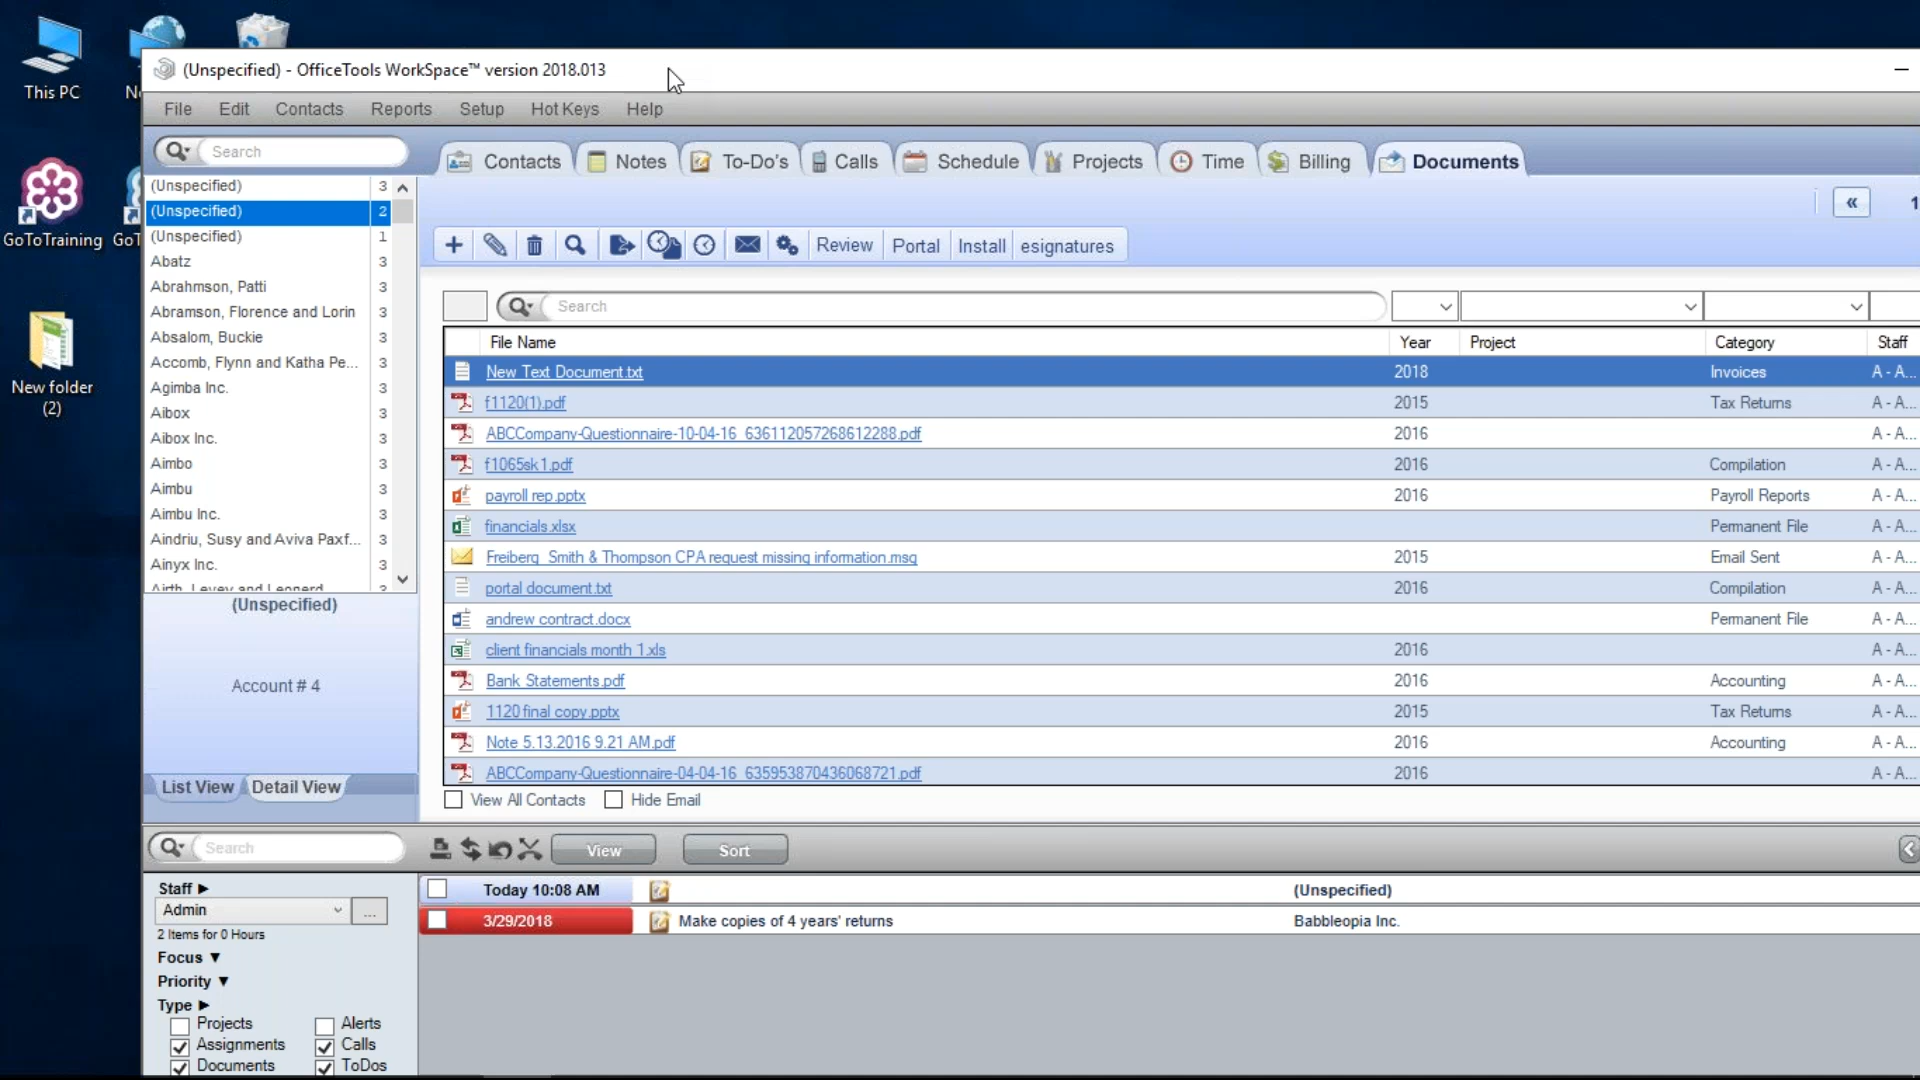 This PC
(Unspecified) - OfficeTools WorkSpace™ version 2018.013
File Edit Contacts Reports Setup Hot Keys Help
Search
Contacts Notes To-Do's Calls Schedule Projects Time Billing Documents
GoToTraining
New folder
(2)
(Unspecified) 3
(Unspecified) 2
(Unspecified) 1
Abatz 3
Abrahmson, Patti 3
Abramson, Florence and Lorin 3
Absalom, Buckie 3
Accomb, Flynn and Katha Pe... 3
Agimba Inc. 3
Aibox 3
Aibox Inc. 3
Aimbo 3
Aimbu 3
Aimbu Inc. 3
Aindriu, Susy and Aviva Paxf... 3
Ainyx Inc. 3
Airth, Levey and Leonerd
(Unspecified)
Account # 4
List View Detail View
«
Review Portal Install esignatures
Search
File Name Year Project Category Staff
New Text Document.txt 2018 Invoices A - A...
f1120(1).pdf 2015 Tax Returns A - A...
ABCCompany-Questionnaire-10-04-16_636112057268612288.pdf 2016 A - A...
f1065sk1.pdf 2016 Compilation A - A...
payroll rep.pptx 2016 Payroll Reports A - A...
financials.xlsx Permanent File A - A...
Freiberg_Smith & Thompson CPA request missing information.msg 2015 Email Sent A - A...
portal document.txt 2016 Compilation A - A...
andrew contract.docx Permanent File A - A...
client financials month 1.xls 2016 A - A...
Bank Statements.pdf 2016 Accounting A - A...
1120 final copy.pptx 2015 Tax Returns A - A...
Note 5.13.2016 9.21 AM.pdf 2016 Accounting A - A...
ABCCompany-Questionnaire-04-04-16_635953870436068721.pdf 2016 A - A...
View All Contacts Hide Email
Search
View Sort
Staff ▶
Admin ...
2 Items for 0 Hours
Focus ▼
Priority ▼
Type ▶
Projects Alerts
Assignments Calls
Documents ToDos
Today 10:08 AM (Unspecified)
3/29/2018 Make copies of 4 years' returns Babbleopia Inc.